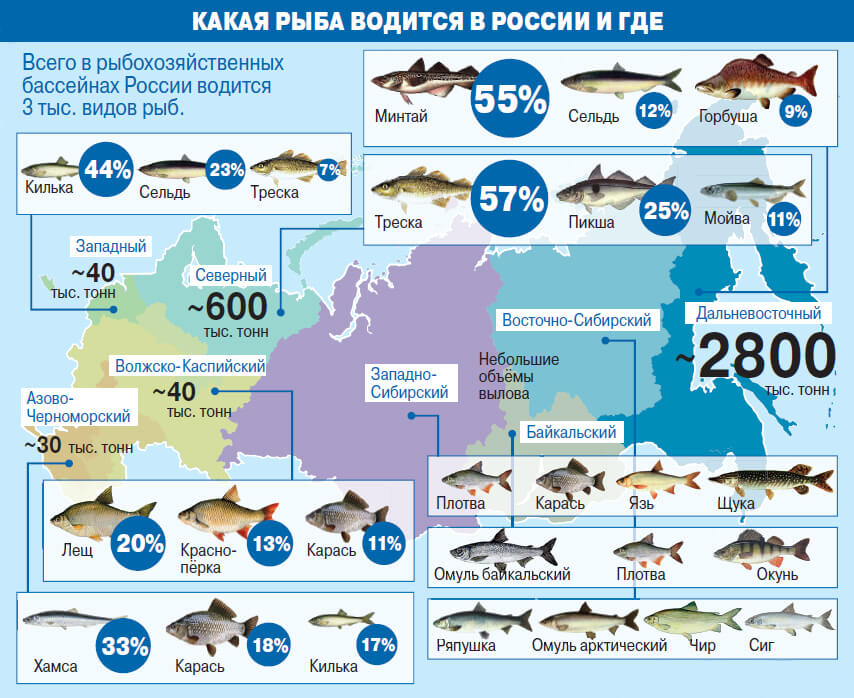 КАКАЯ РЫБА ВОДИТСЯ В РОССИИ И ГДЕ
Всего в рыбохозяйственных
бассейнах России водится
3 тыс. видов рыб.
Минтай
55%
Сельдь
12%
Горбуша
9%
Килька
44%
Сельдь
23%
Треска
7%
Треска
57%
Пикша
25%
Мойва
11%
Западный
~40
тыс. тонн
Северный
~600
тыс. тонн
Волжско-Каспийский
~40
тыс. тонн
Азово-
Черноморский
~30 тыс. тонн
Западно-
Сибирский
Восточно-Сибирский
Небольшие
объёмы
вылова
Байкальский
Дальневосточный
~2800
тыс. тонн
Лещ
20%
Красно-
пёрка
13%
Карась
11%
Хамса
33%
Карась
18%
Килька
17%
Плотва
Карась
Язь
Щука
Омуль байкальский
Плотва
Окунь
Ряпушка
Омуль арктический
Чир
Сиг